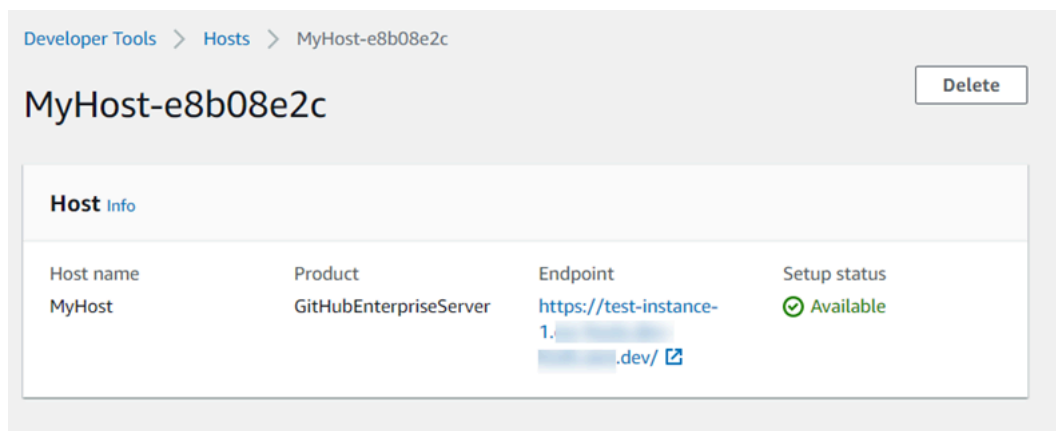 Developer Tools > Hosts > MyHost-e8b08e2c
MyHost-e8b08e2c
Delete
Host Info
Host name
Product
Endpoint
Setup status
MyHost
GitHubEnterpriseServer
https://test-instance-
1.
.dev/
Available